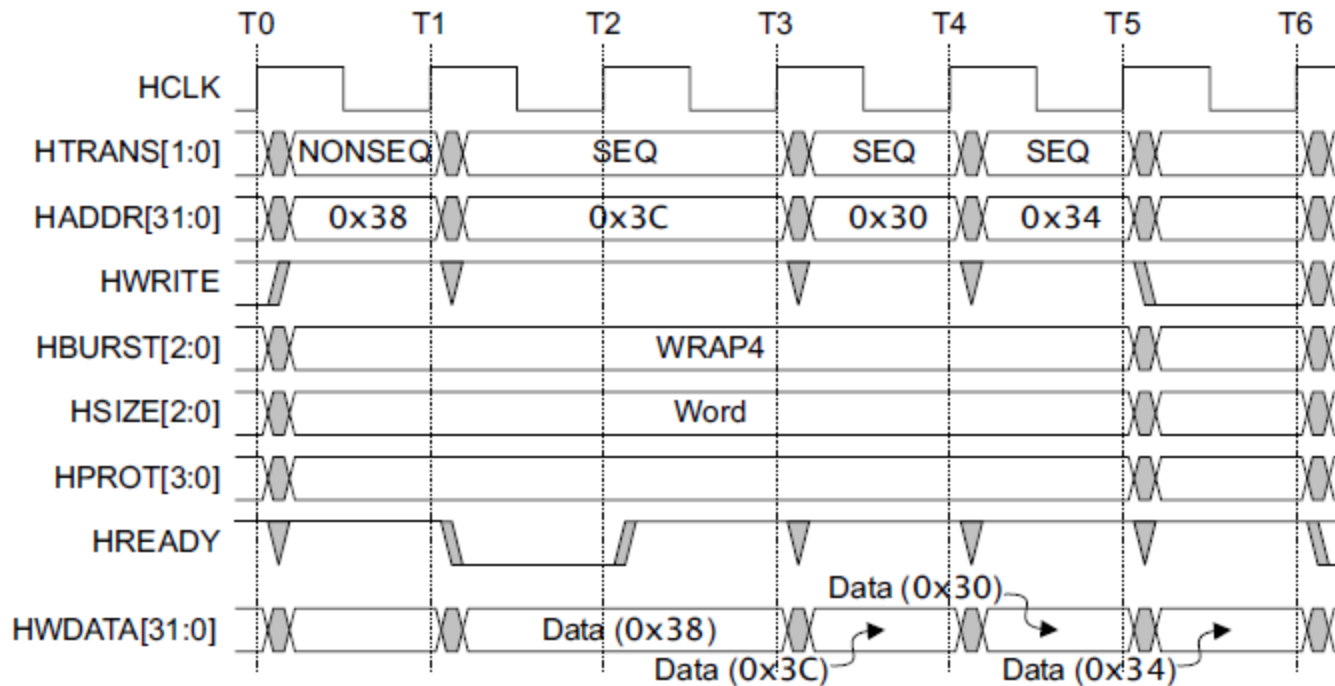 T0 T1 T2 T3 T4 T5 T6
HCLK
HTRANS[1:0] NONSEQ SEQ SEQ SEQ
HADDR[31:0] 0x38 0x3C 0x30 0x34
HWRITE
HBURST[2:0] WRAP4
HSIZE[2:0] Word
HPROT[3:0]
HREADY
Data (0x30)
HWDATA[31:0] Data (0x38)
Data (0x3C) Data (0x34)